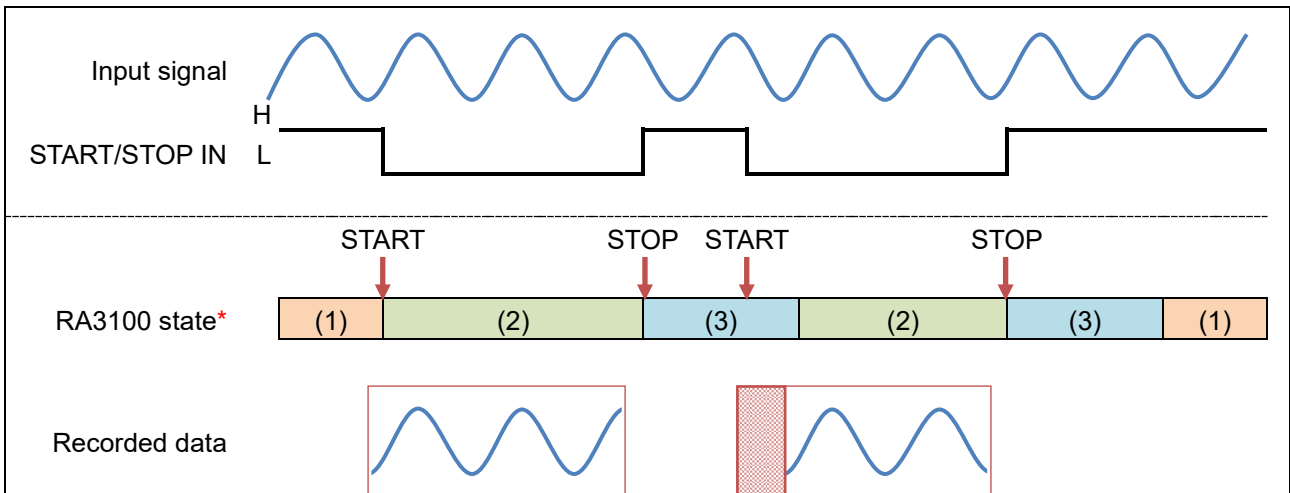 Input signal
H
START/STOP IN L
START STOP START STOP
RA3100 state* (1) (2) (3) (2) (3) (1)
Recorded data